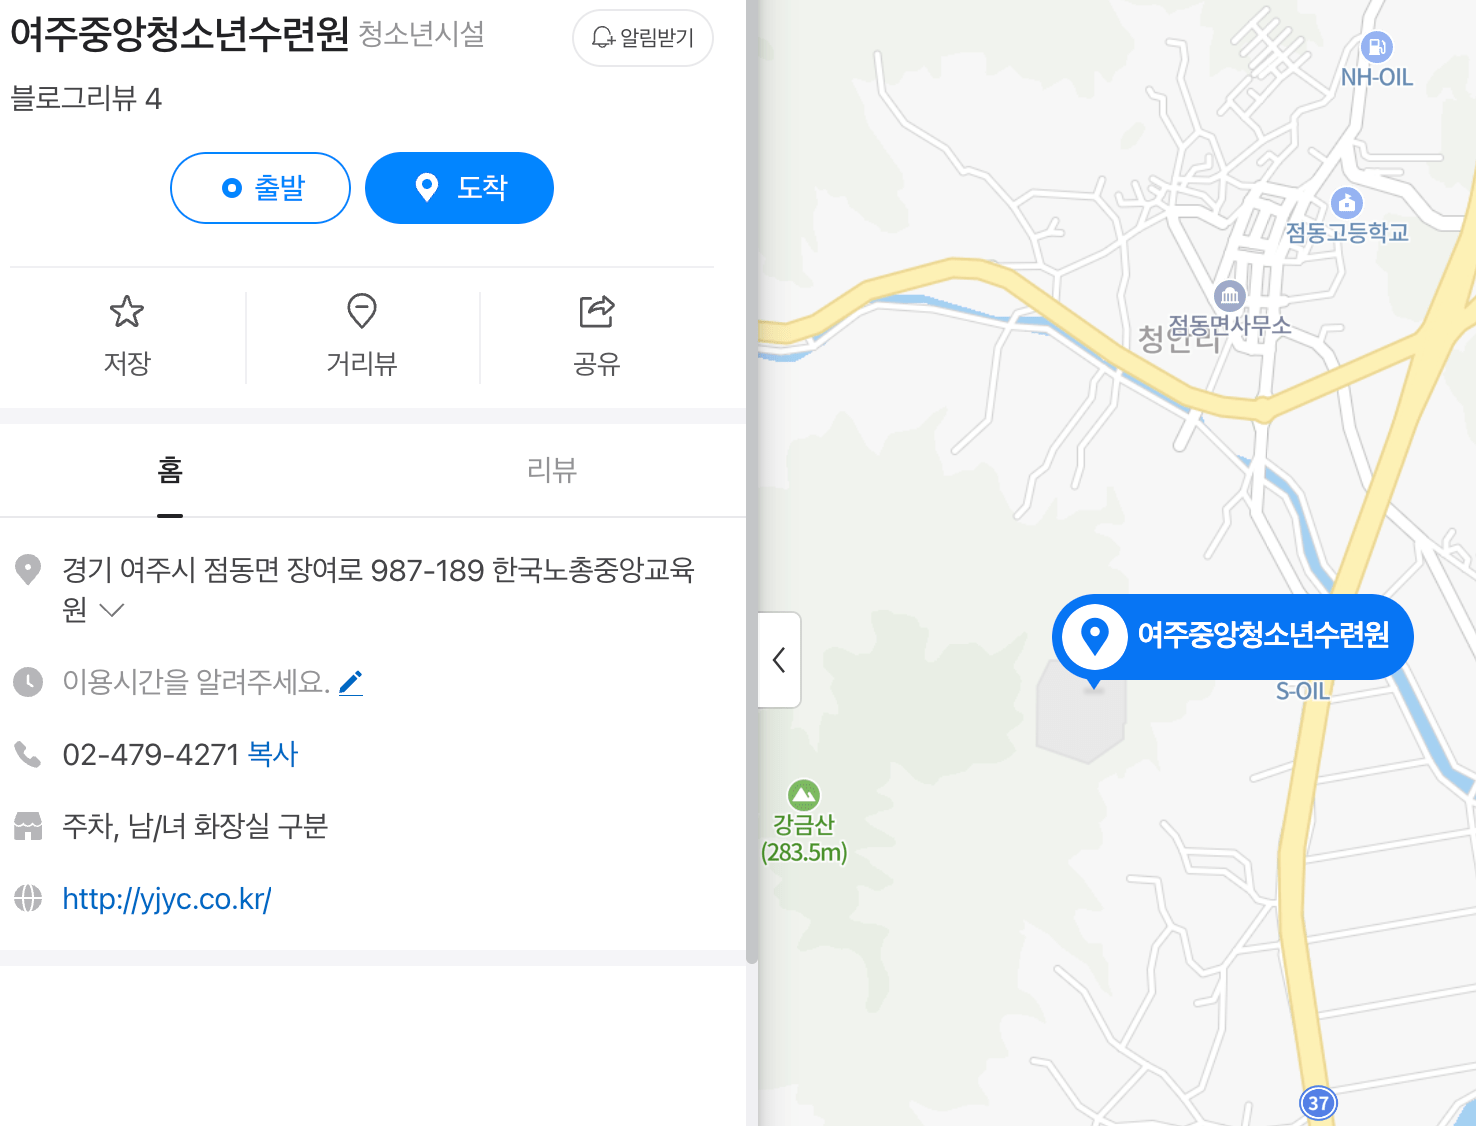 여주중앙청소년수련원 청소년시설
알림받기
블로그리뷰 4
출발
도착
저장
거리뷰
공유
홈
리뷰
경기 여주시 점동면 장여로 987-189 한국노총중앙교육
원
이용시간을 알려주세요.
02-479-4271 복사
주차, 남/녀 화장실 구분
http://yjyc.co.kr/
NH-OIL
점동고등학교
점동면사무소
청안리
여주중앙청소년수련원
S-OIL
강금산
(283.5m)
37